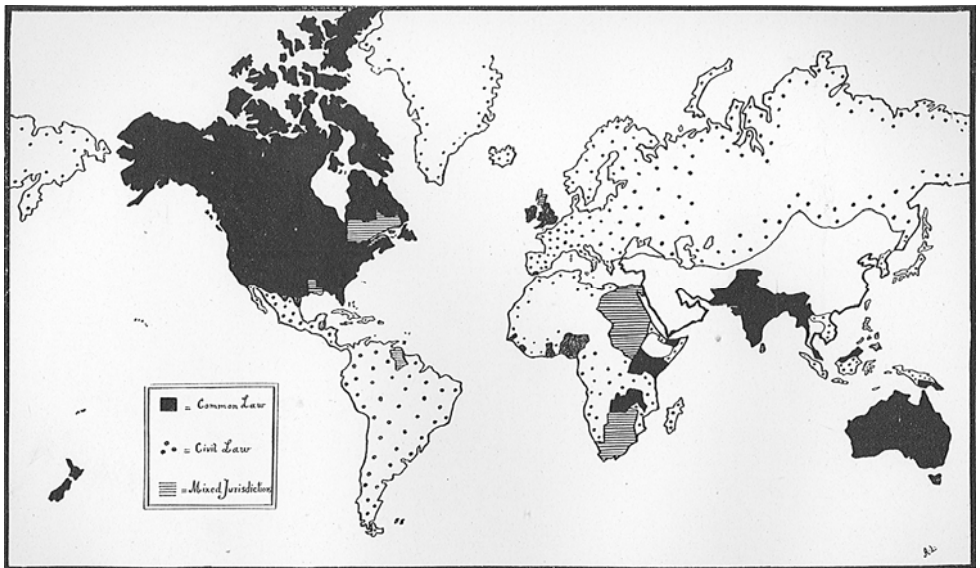 = Common Law
= Civil Law
= Mixed Jurisdiction